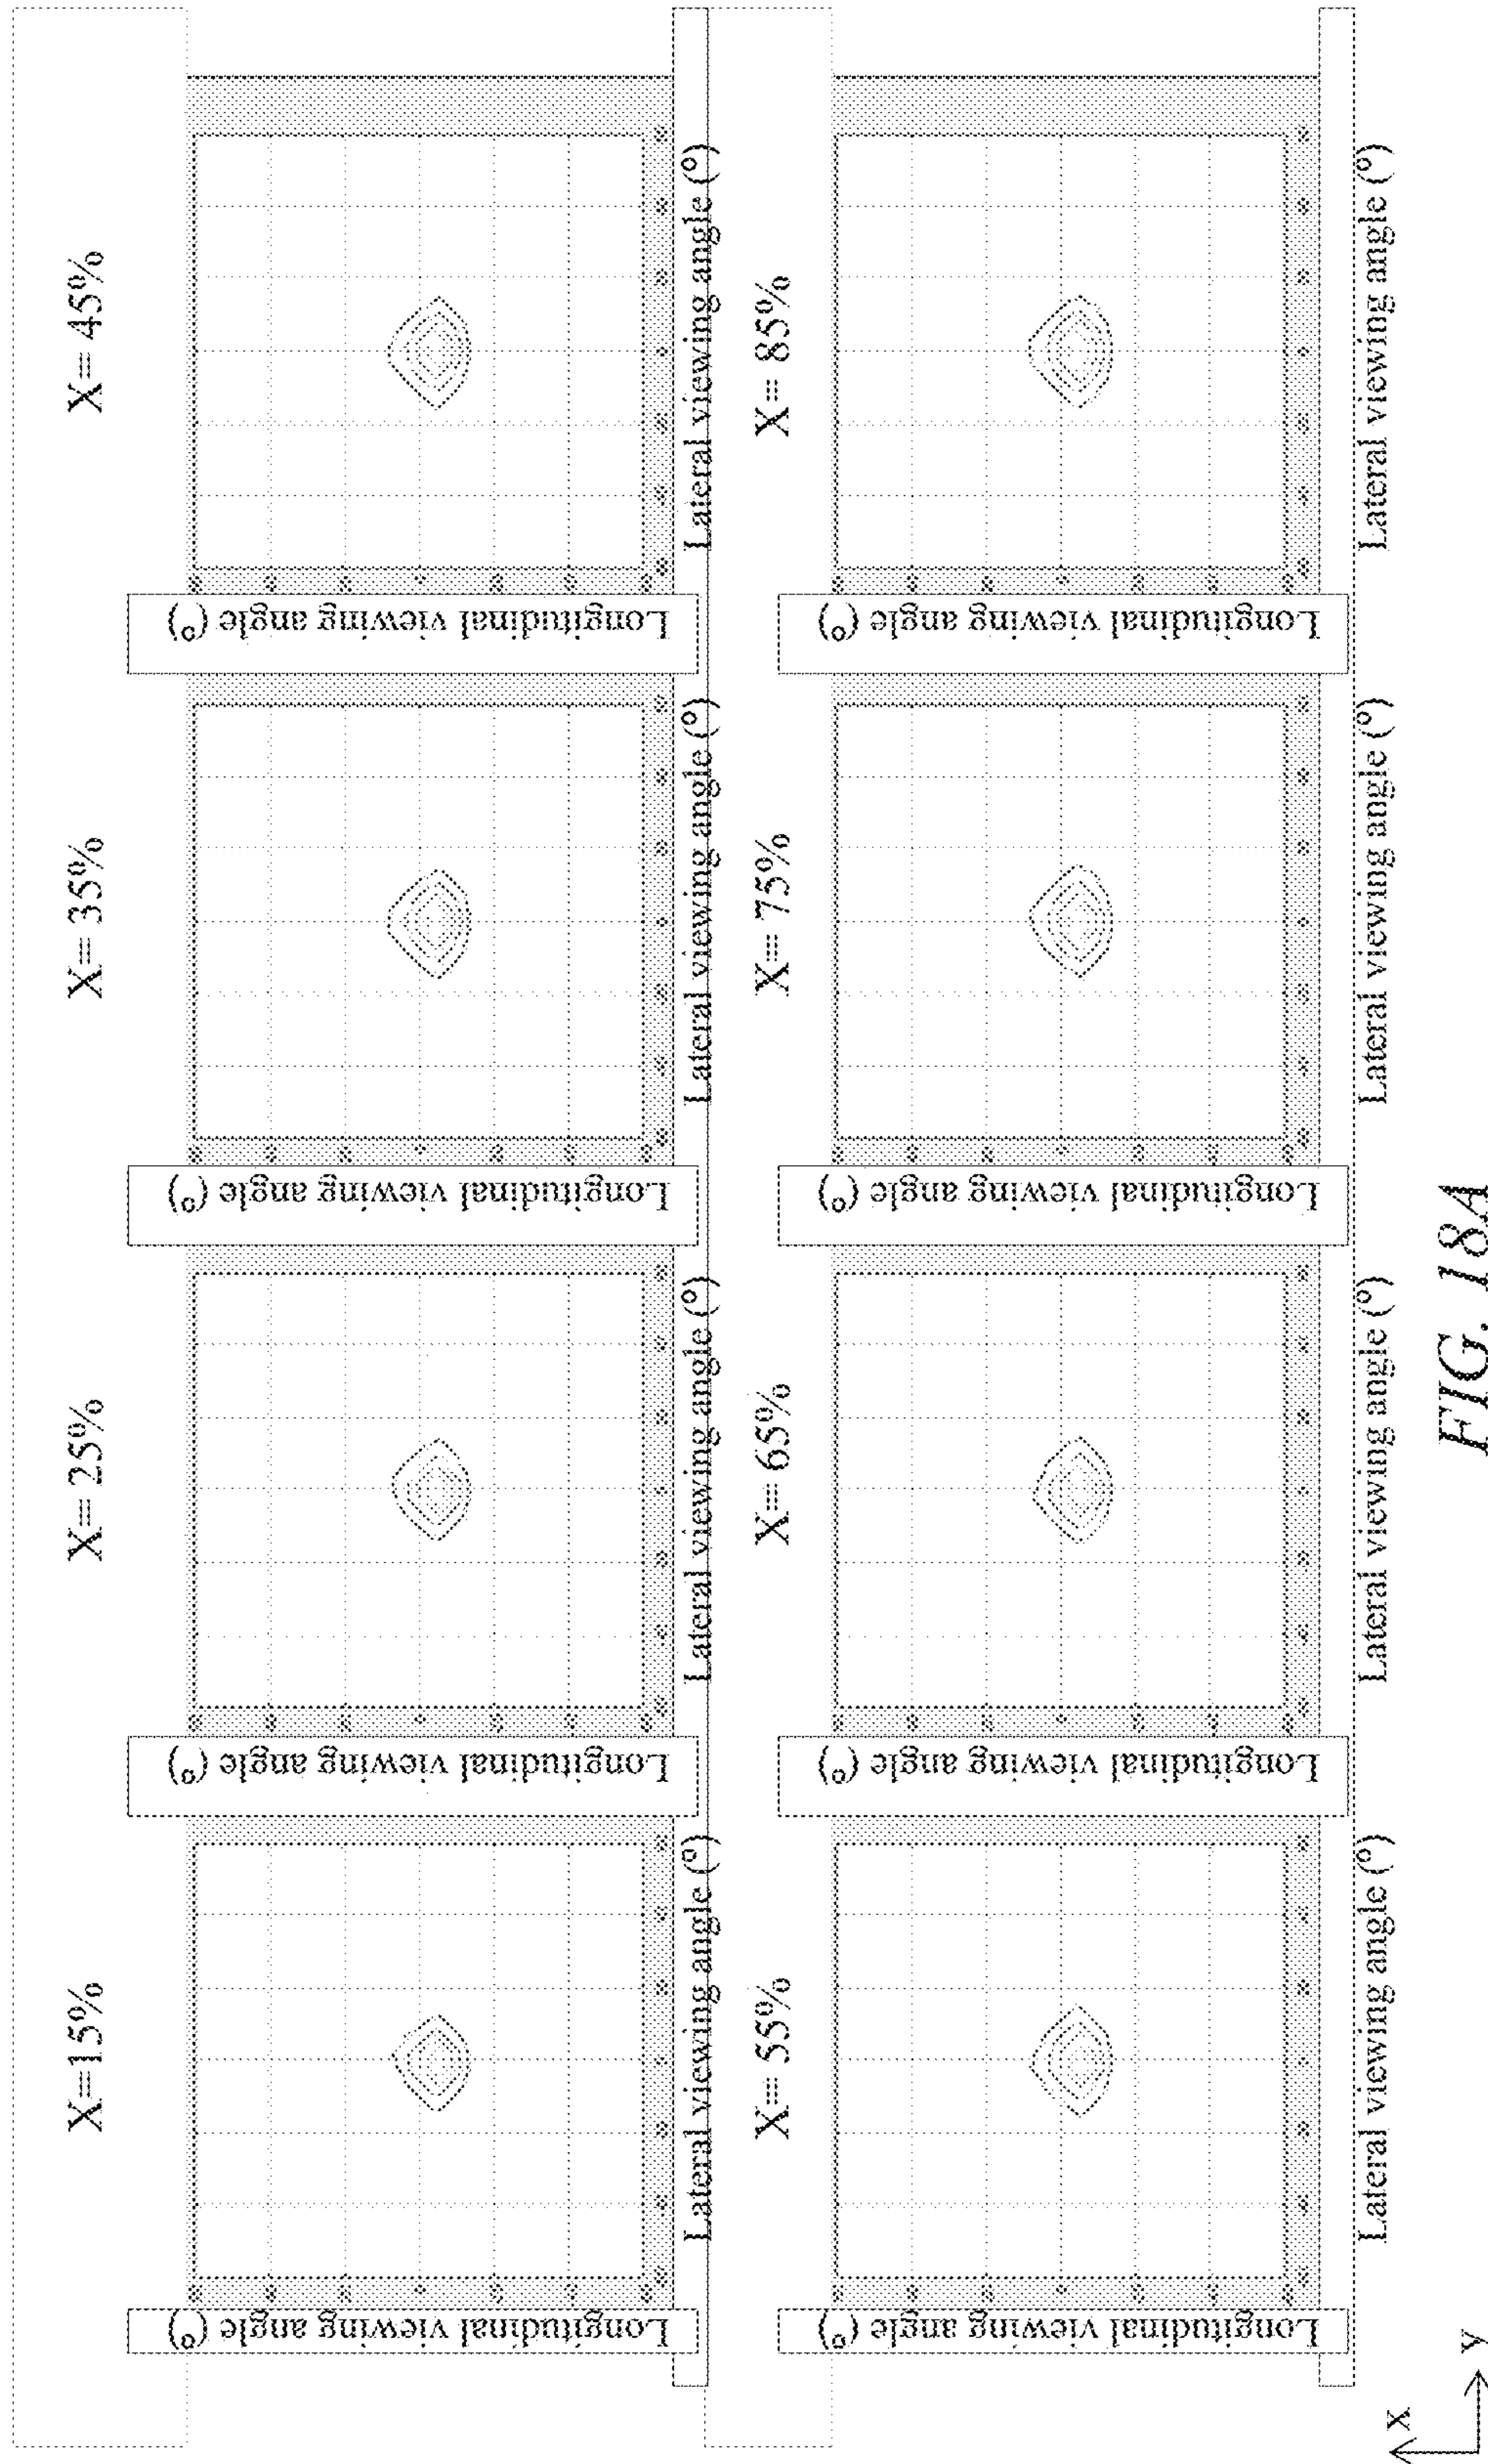 X=15%
X= 25%
X= 35%
X= 45%
Longitudinal viewing angle (°)
Longitudinal viewing angle (°)
Longitudinal viewing angle (°)
Longitudinal viewing angle (°)
Lateral viewing angle (°)
Lateral viewing angle (°)
Lateral viewing angle (°)
Lateral viewing angle (°)
X= 55%
X= 65%
X= 75%
X= 85%
Longitudinal viewing angle (°)
Longitudinal viewing angle (°)
Longitudinal viewing angle (°)
Longitudinal viewing angle (°)
Lateral viewing angle (°)
Lateral viewing angle (°)
Lateral viewing angle (°)
Lateral viewing angle (°)
x
y
FIG. 18A